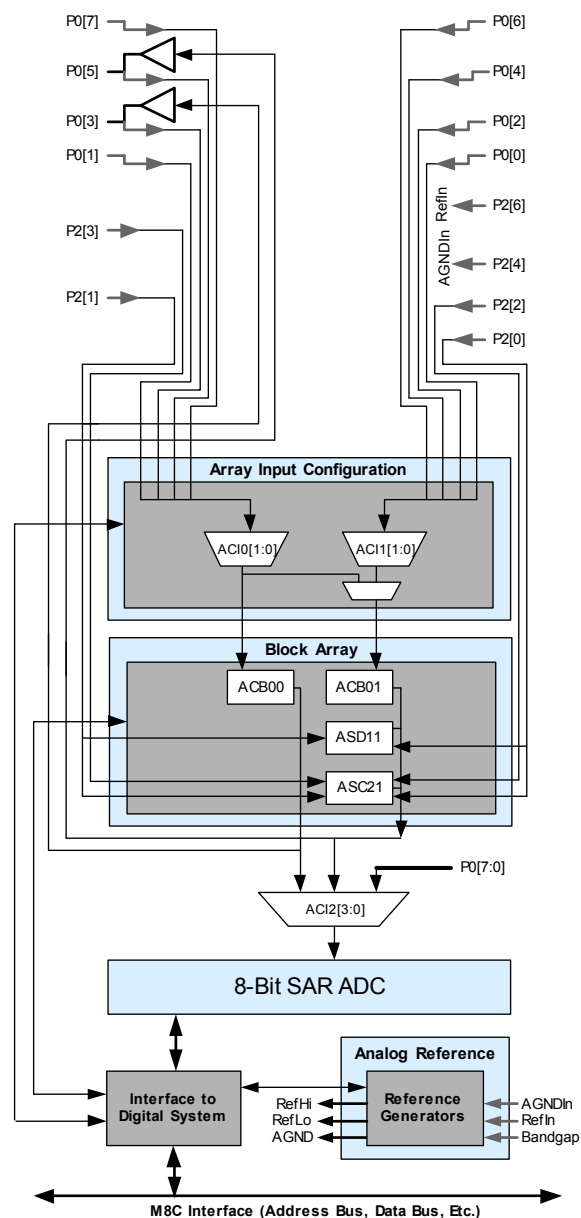 P0[7]
P0[6]
P0[5]
P0[4]
P0[3]
P0[2]
P0[1]
P0[0]
P2[6]
AGNDIn RefIn
P2[3]
P2[4]
P2[1]
P2[2]
P2[0]
Array Input Configuration
ACI0[1:0]
ACI1[1:0]
Block Array
ACB00
ACB01
ASD11
ASC21
P0[7:0]
ACI2[3:0]
8-Bit SAR ADC
Analog Reference
Interface to
Digital System
RefHi
RefLo
AGND
Reference
Generators
AGNDIn
RefIn
Bandgap
M8C Interface (Address Bus, Data Bus, Etc.)